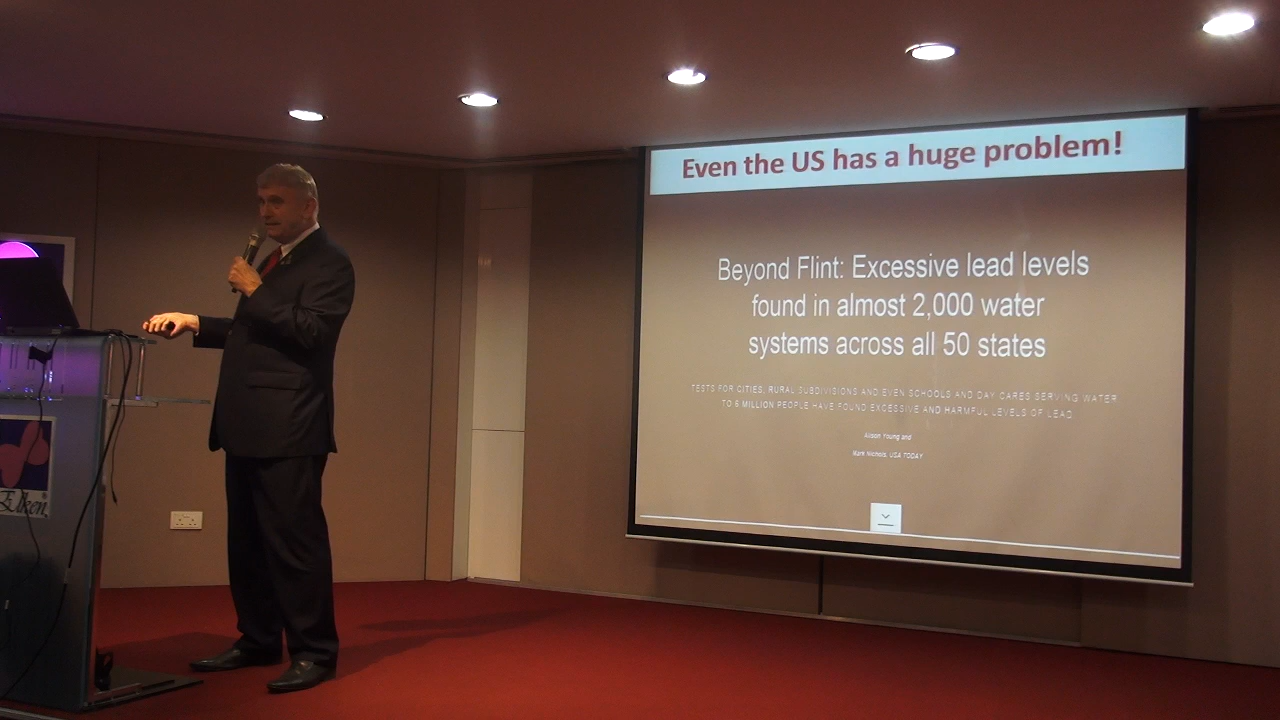 Even the US has a huge problem!
Beyond Flint: Excessive lead levels
found in almost 2,000 water
systems across all 50 states
TESTS FOR CITIES, RURAL SUBDIVISIONS AND EVEN SCHOOLS AND DAY CARES SERVING WATER
TO 6 MILLION PEOPLE HAVE FOUND EXCESSIVE AND HARMFUL LEVELS OF LEAD
Alison Young and
Mark Nichols, USA TODAY
Elken®